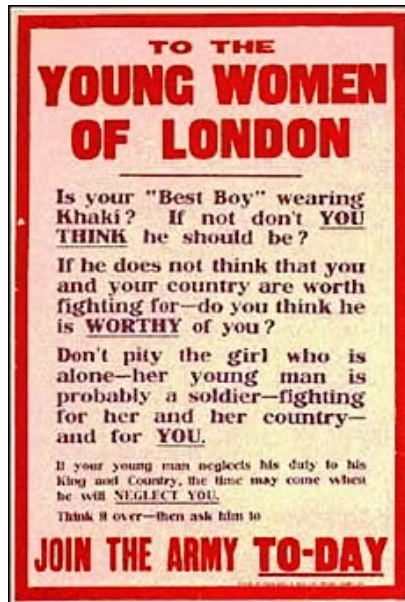 TO THE
YOUNG WOMEN
OF LONDON
Is your "Best Boy" wearing
Khaki? If not don't YOU
THINK he should be?
If he does not think that you
and your country are worth
fighting for—do you think he
is WORTHY of you?
Don't pity the girl who is
alone—her young man is
probably a soldier—fighting
for her and her country—
and for YOU.
If your young man neglects his duty to his
King and Country, the time may come when
he will NEGLECT YOU.
Think it over—then ask him to
JOIN THE ARMY TO-DAY